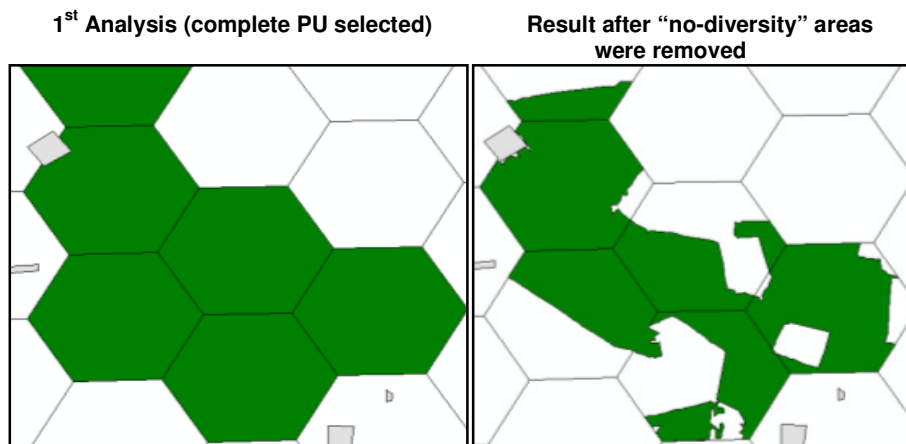 1st Analysis (complete PU selected)
Result after “no-diversity” areas
were removed